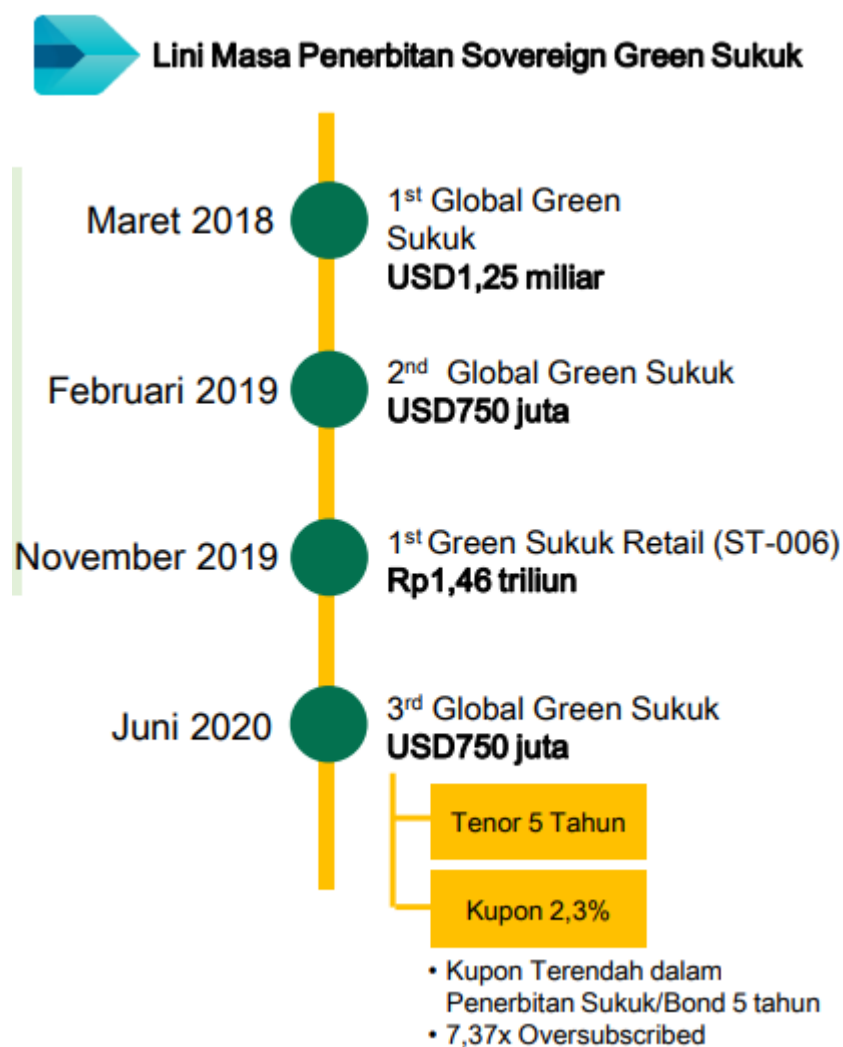 Lini Masa Penerbitan Sovereign Green Sukuk
Maret 2018
1st Global Green
Sukuk
USD1,25 miliar
Februari 2019
2nd Global Green Sukuk
USD750 juta
November 2019
1st Green Sukuk Retail (ST-006)
Rp1,46 triliun
Juni 2020
3rd Global Green Sukuk
USD750 juta
Tenor 5 Tahun
Kupon 2,3%
• Kupon Terendah dalam
Penerbitan Sukuk/Bond 5 tahun
• 7,37x Oversubscribed